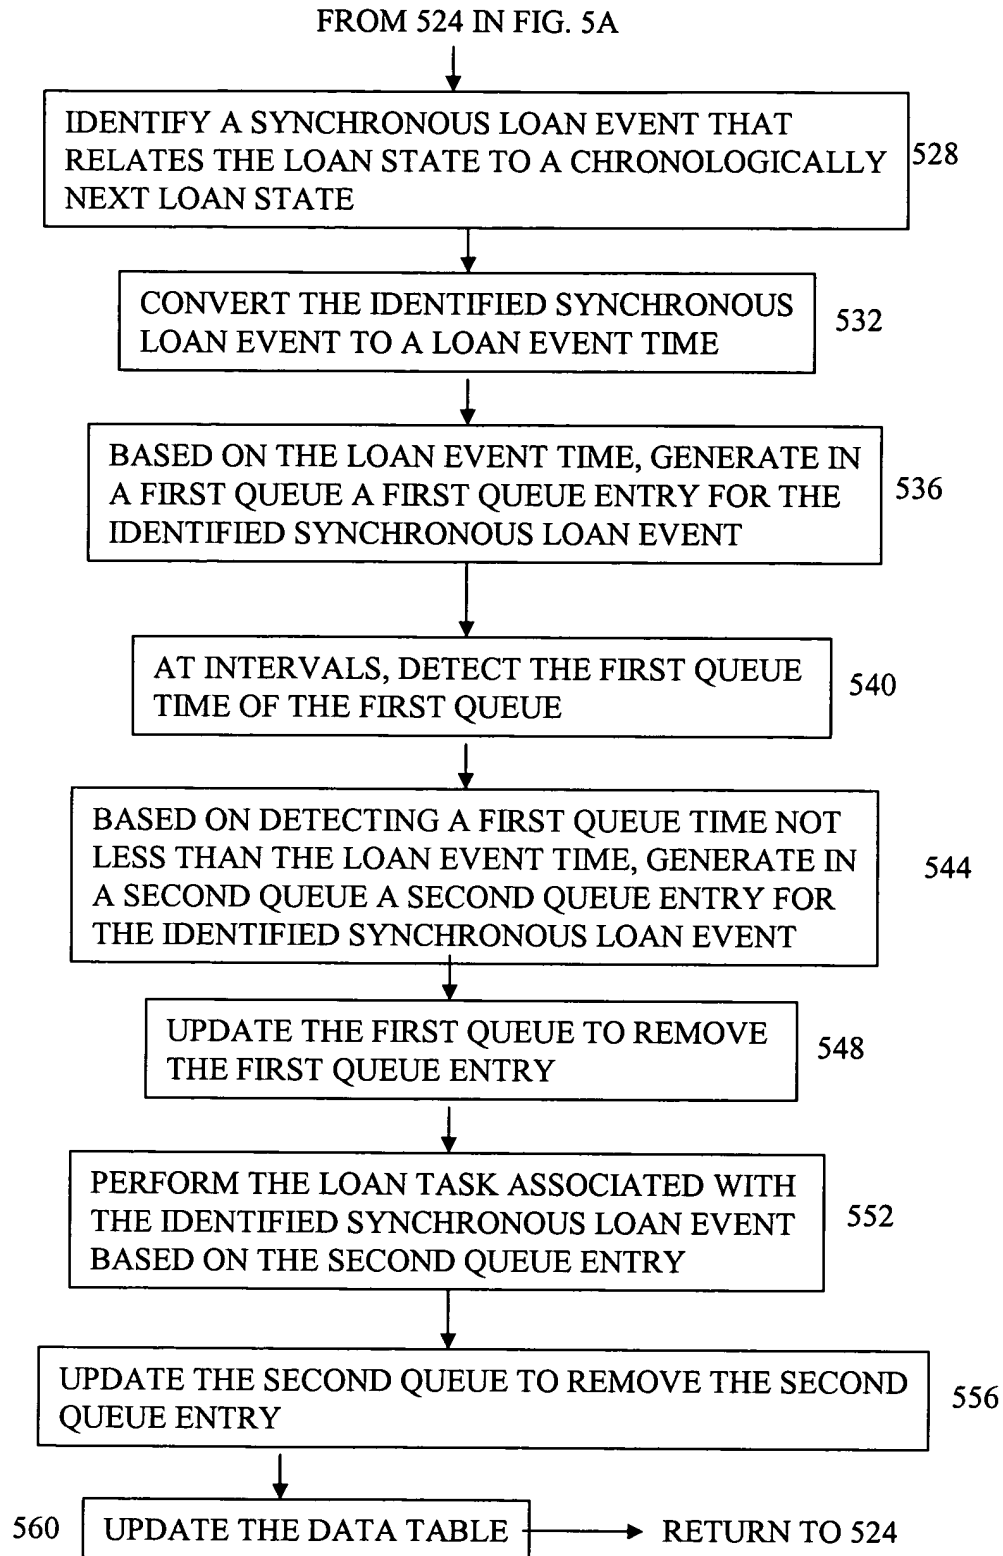 FROM 524 IN FIG. 5A
IDENTIFY A SYNCHRONOUS LOAN EVENT THAT
RELATES THE LOAN STATE TO A CHRONOLOGICALLY
NEXT LOAN STATE
528
CONVERT THE IDENTIFIED SYNCHRONOUS
LOAN EVENT TO A LOAN EVENT TIME
532
BASED ON THE LOAN EVENT TIME, GENERATE IN
A FIRST QUEUE A FIRST QUEUE ENTRY FOR THE
IDENTIFIED SYNCHRONOUS LOAN EVENT
536
AT INTERVALS, DETECT THE FIRST QUEUE
TIME OF THE FIRST QUEUE
540
BASED ON DETECTING A FIRST QUEUE TIME NOT
LESS THAN THE LOAN EVENT TIME, GENERATE IN
A SECOND QUEUE A SECOND QUEUE ENTRY FOR
THE IDENTIFIED SYNCHRONOUS LOAN EVENT
544
UPDATE THE FIRST QUEUE TO REMOVE
THE FIRST QUEUE ENTRY
548
PERFORM THE LOAN TASK ASSOCIATED WITH
THE IDENTIFIED SYNCHRONOUS LOAN EVENT
BASED ON THE SECOND QUEUE ENTRY
552
UPDATE THE SECOND QUEUE TO REMOVE THE SECOND
QUEUE ENTRY
556
560
UPDATE THE DATA TABLE
RETURN TO 524